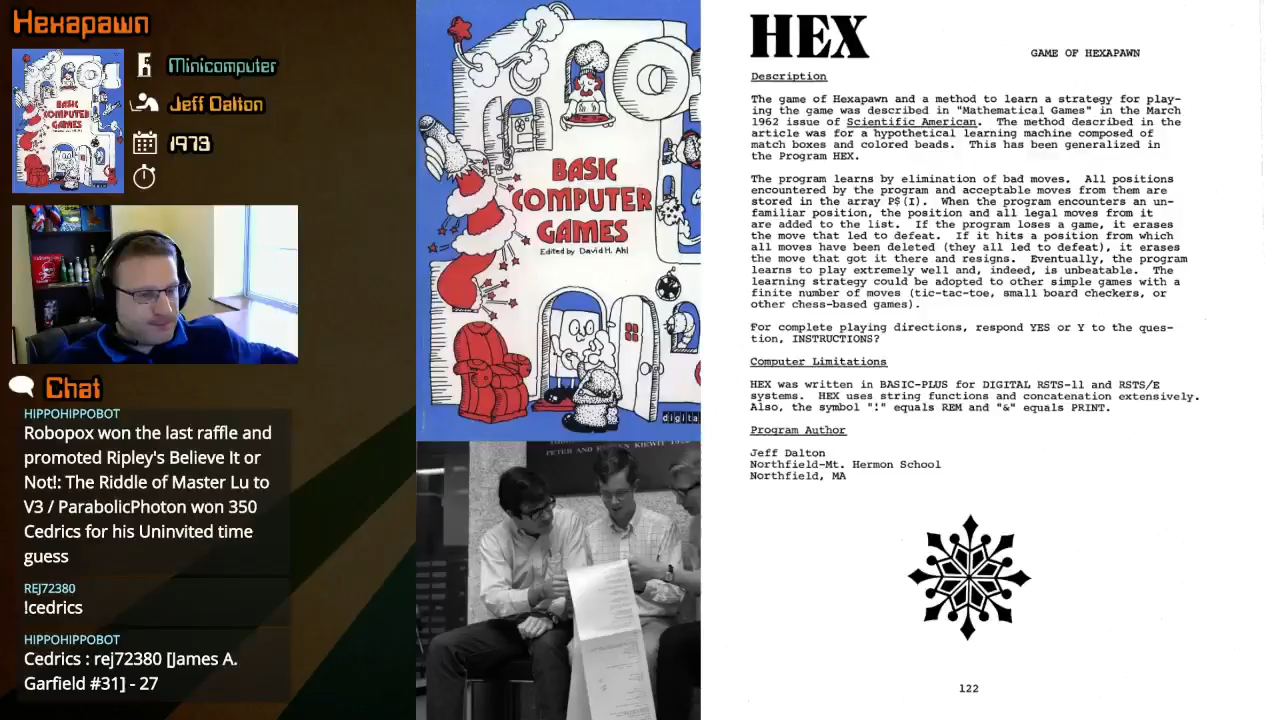 Hexapawn
Minicomputer
Jeff Dalton
1973
Chat
HIPPOHIPPOBOT
Robopox won the last raffle and
promoted Ripley's Believe It or
Not!: The Riddle of Master Lu to
V3 / ParabolicPhoton won 350
Cedrics for his Uninvited time
guess
REJ72380
!cedrics
HIPPOHIPPOBOT
Cedrics : rej72380 [James A.
Garfield #31] - 27
BASIC
COMPUTER
GAMES
BASIC
COMPUTER
GAMES
Edited by David H. Ahl
digital
PETER AND
KIEWIT
HEX
GAME OF HEXAPAWN
Description
The game of Hexapawn and a method to learn a strategy for play-
ing the game was described in "Mathematical Games" in the March
1962 issue of Scientific American. The method described in the
article was for a hypothetical learning machine composed of
match boxes and colored beads. This has been generalized in
the Program HEX.
The program learns by elimination of bad moves. All positions
encountered by the program and acceptable moves from them are
stored in the array P$(I). When the program encounters an un-
familiar position, the position and all legal moves from it
are added to the list. If the program loses a game, it erases
the move that led to defeat. If it hits a position from which
all moves have been deleted (they all led to defeat), it erases
the move that got it there and resigns. Eventually, the program
learns to play extremely well and, indeed, is unbeatable. The
learning strategy could be adopted to other simple games with a
finite number of moves (tic-tac-toe, small board checkers, or
other chess-based games).
For complete playing directions, respond YES or Y to the ques-
tion, INSTRUCTIONS?
Computer Limitations
HEX was written in BASIC-PLUS for DIGITAL RSTS-11 and RSTS/E
systems. HEX uses string functions and concatenation extensively.
Also, the symbol "!" equals REM and "&" equals PRINT.
Program Author
Jeff Dalton
Northfield-Mt. Hermon School
Northfield, MA
122